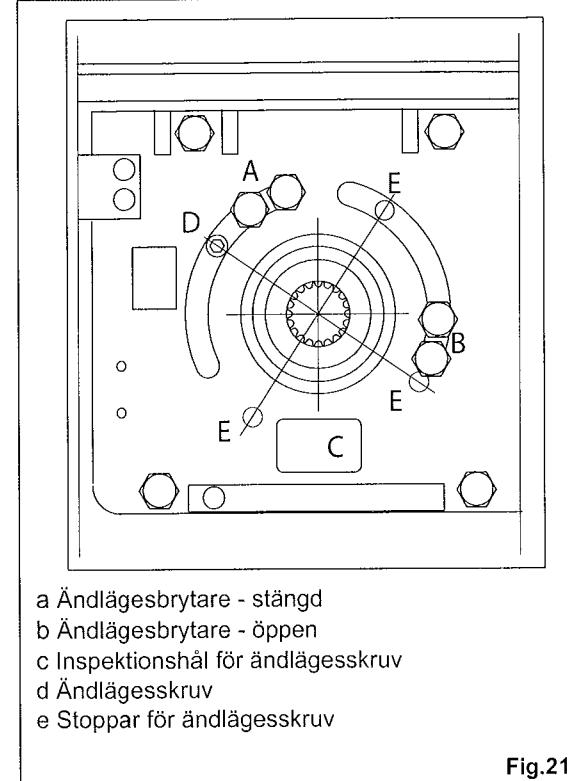 A
E
D
B
E
E
C
a Ändlägesbrytare - stängd
b Ändlägesbrytare - öppen
c Inspektionshål för ändlägesskruv
d Ändlägesskruv
e Stoppar för ändlägesskruv
Fig.21